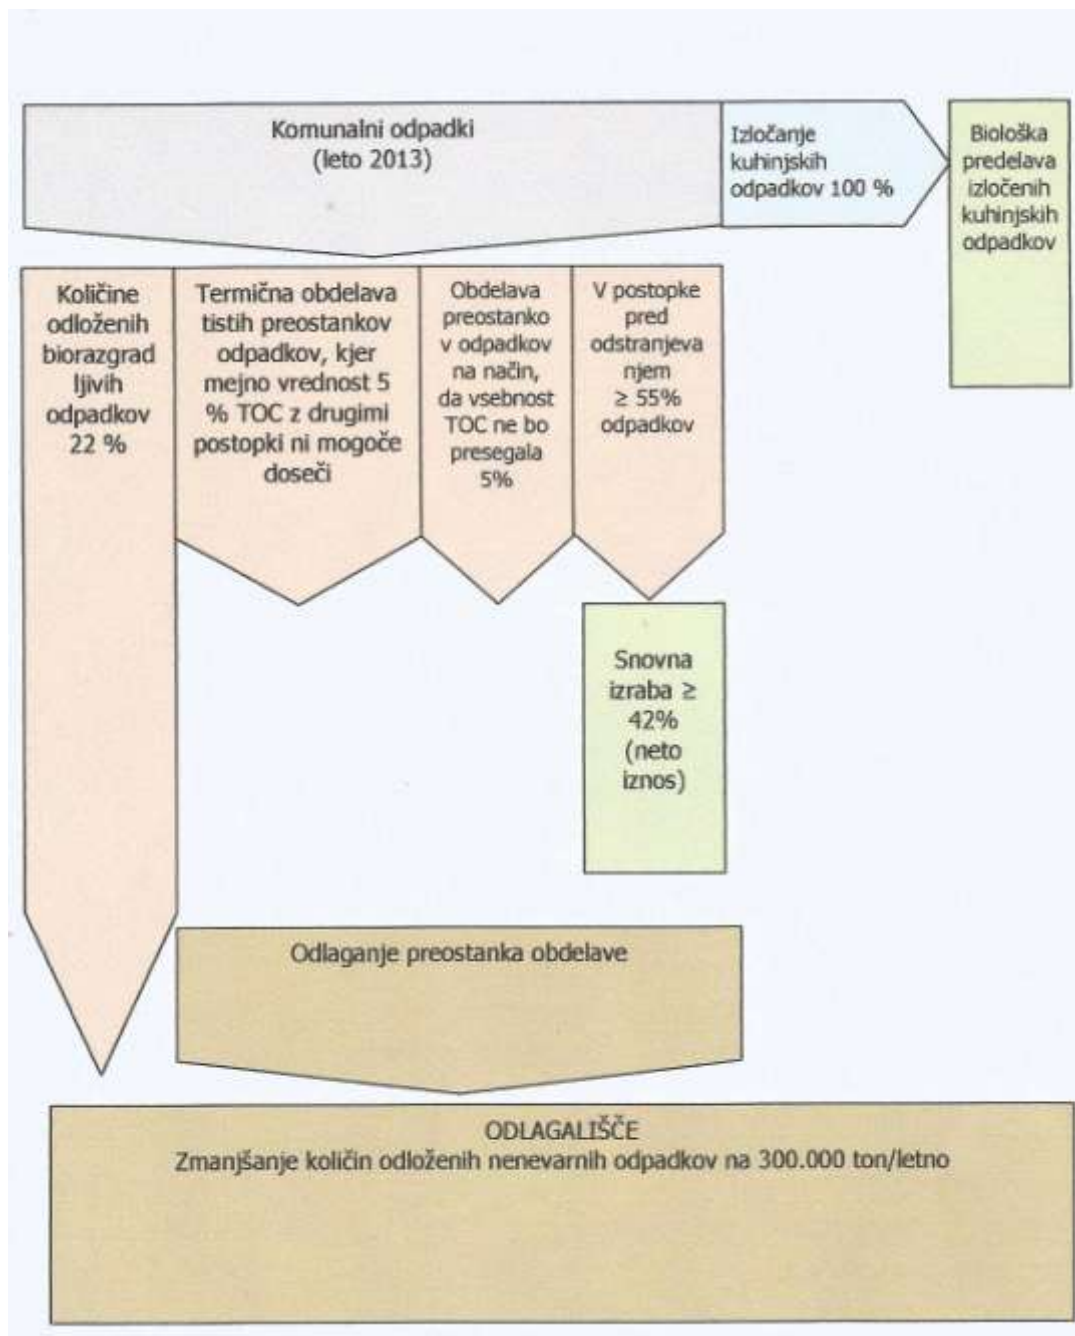 Komunalni odpadki
(leto 2013)
Izločanje
kuhinjskih
odpadkov 100 %
Biološka
predelava
izločenih
kuhinjskih
odpadkov
Količine
odloženih
biorazgrad
ljivih
odpadkov
22 %
Termična obdelava
tistih preostankov
odpadkov, kjer
mejno vrednost 5
% TOC z drugimi
postopki ni mogoče
doseči
Obdelava
preostanko
v odpadkov
na način,
da vsebnost
TOC ne bo
presegala
5%
V postopke
pred
odstranjeva
njem
≥ 55%
odpadkov
Snovna
izraba ≥
42%
(neto
iznos)
Odlaganje preostanka obdelave
ODLAGALIŠČE
Zmanjšanje količin odloženih nenevarnih odpadkov na 300.000 ton/letno